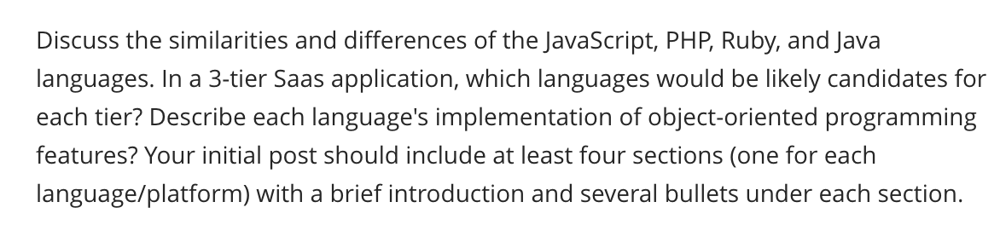 Discuss the similarities and differences of the JavaScript, PHP, Ruby, and Java
languages. In a 3-tier Saas application, which languages would be likely candidates for
each tier? Describe each language's implementation of object-oriented programming
features? Your initial post should include at least four sections (one for each
language/platform) with a brief introduction and several bullets under each section.